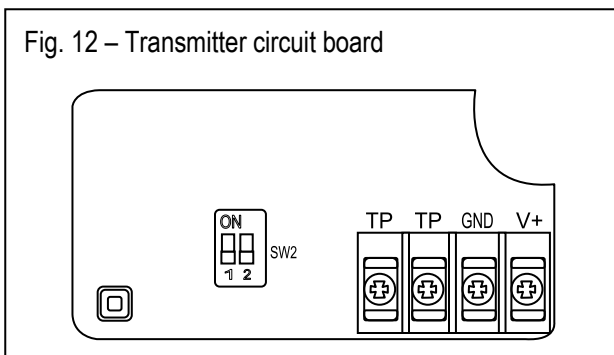 Fig. 12 – Transmitter circuit board
TP TP GND V+
ON
SW2
1 2